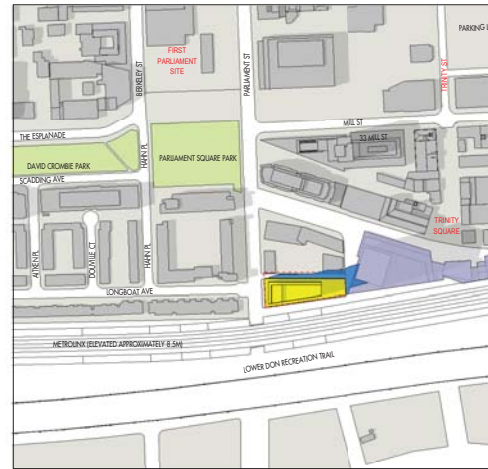 FIRST
PARLIAMENT
SITE
BERKELEY ST
PARLIAMENT ST
PARKING L
TRINITY ST
MILL ST
THE ESPLANADE
33 MILL ST
HAHN PL
DAVID CROMBIE PARK
PARLIAMENT SQUARE PARK
SCADDING AVE
TRINITY
SQUARE
AITKEN PL
DOUVILLE CT
HAHN PL
LONGBOAT AVE
METROLINX (ELEVATED APPROXIMATELY 8.5M)
LOWER DON RECREATION TRAIL